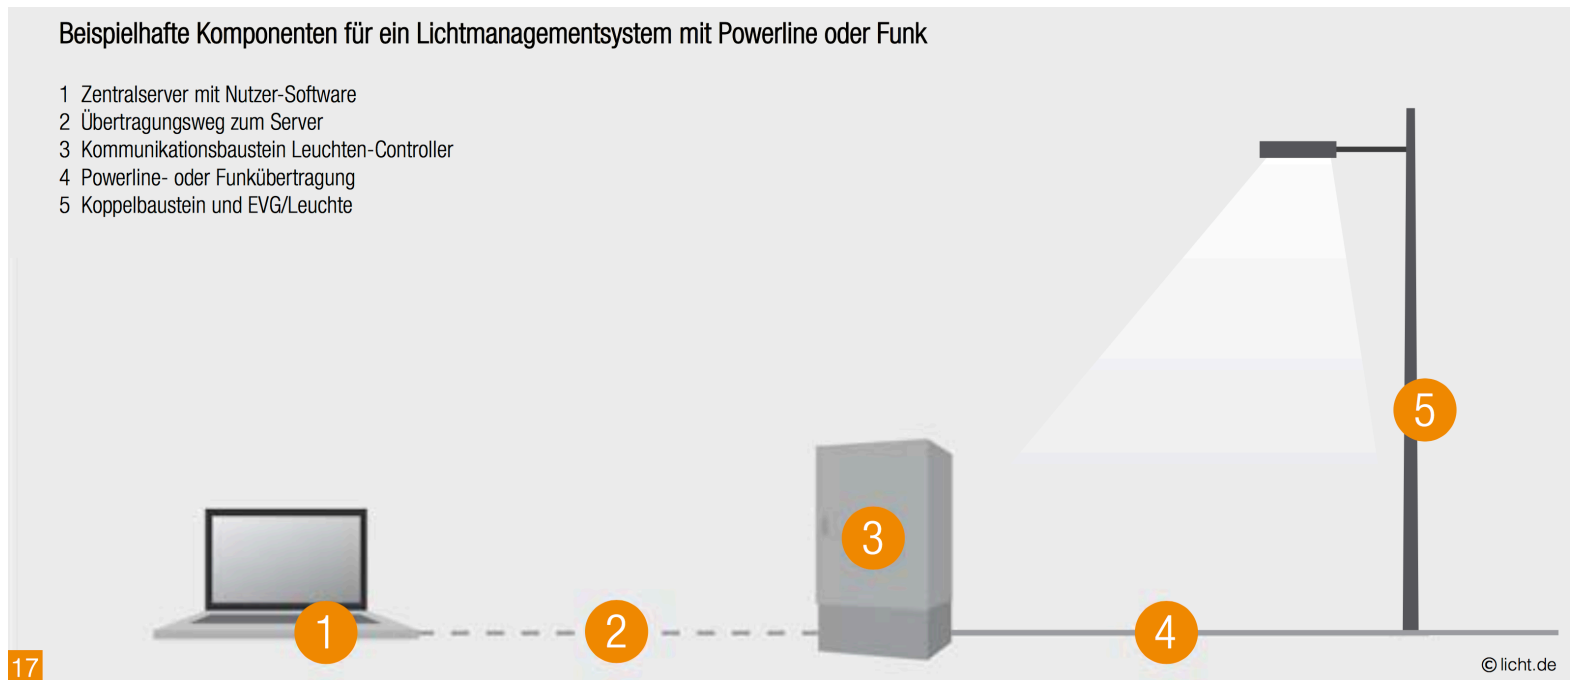 Beispielhafte Komponenten für ein Lichtmanagementsystem mit Powerline oder Funk
1 Zentralserver mit Nutzer-Software
2 Übertragungsweg zum Server
3 Kommunikationsbaustein Leuchten-Controller
4 Powerline- oder Funkübertragung
5 Koppelbaustein und EVG/Leuchte
5
3
1
2
4
17
© licht.de